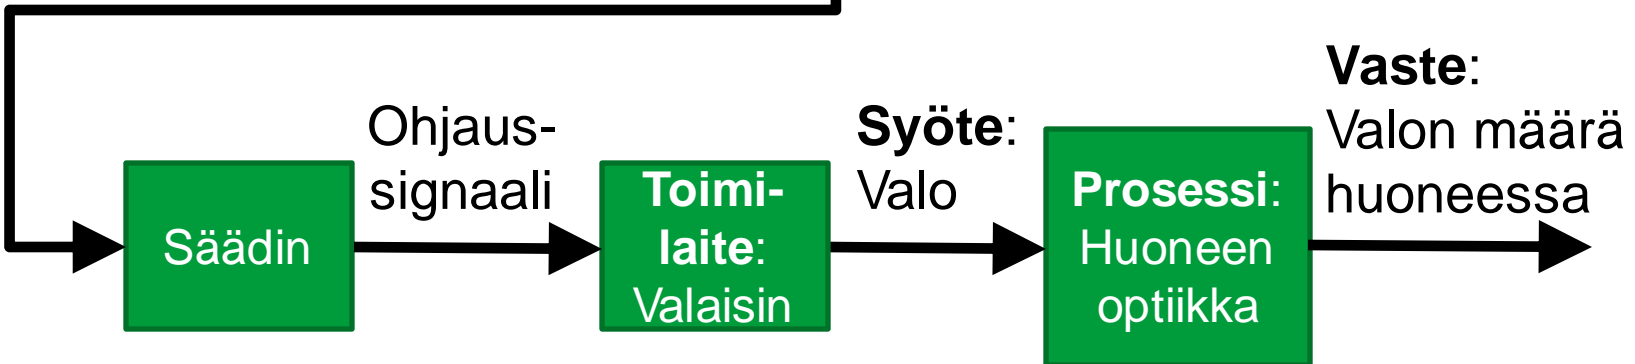 Säädin
Ohjaus-
signaali
Toimi-
laite:
Valaisin
Syöte:
Valo
Prosessi:
Huoneen
optiikka
Vaste:
Valon määrä
huoneessa